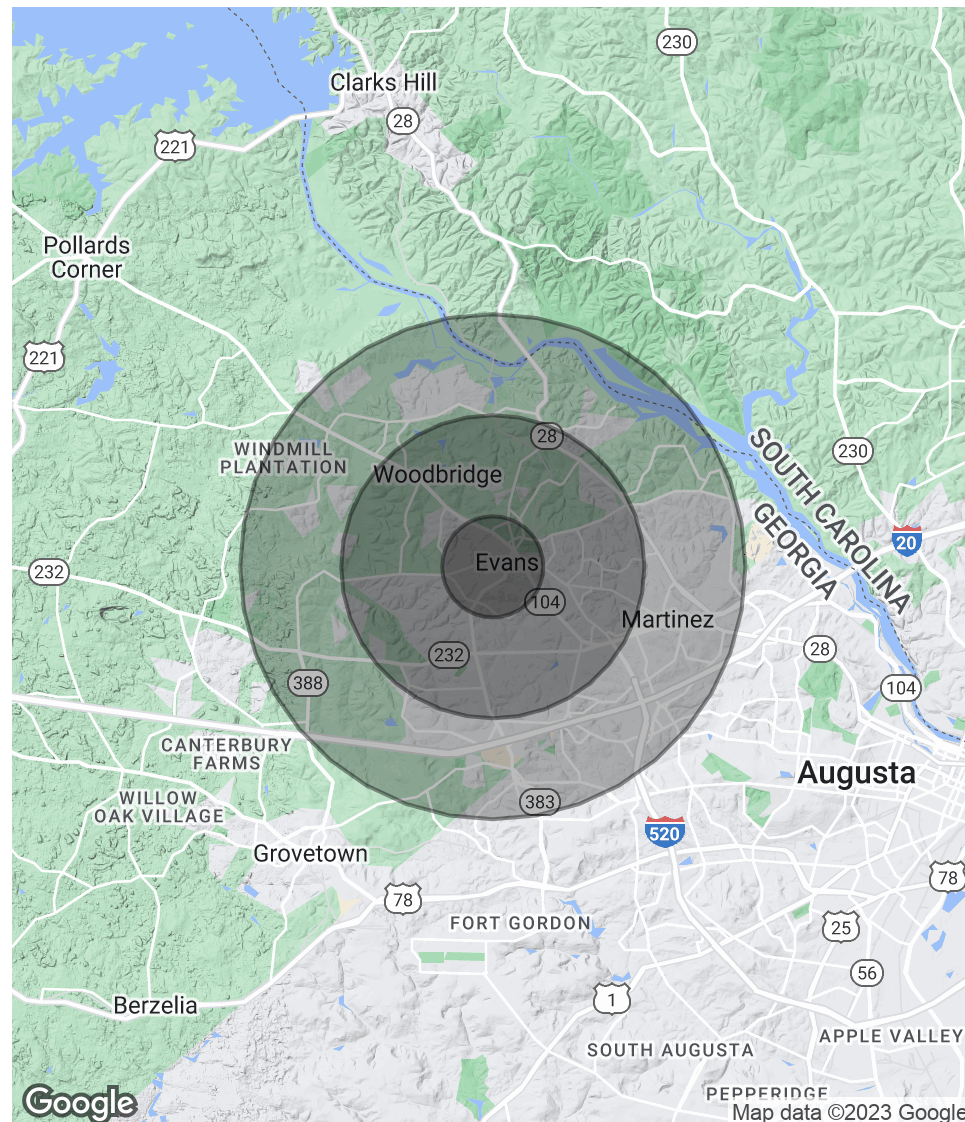 230
Clarks Hill
28
221
Pollards
Corner
221
28
WINDMILL
PLANTATION
Woodbridge
230
SOUTH CAROLINA
GEORGIA
20
232
Evans
104
Martinez
232
28
388
104
CANTERBURY
FARMS
Augusta
WILLOW
OAK VILLAGE
383
520
Grovetown
78
78
FORT GORDON
25
56
1
Berzelia
APPLE VALLEY
SOUTH AUGUSTA
PEPPERIDGE
Google
Map data ©2023 Google